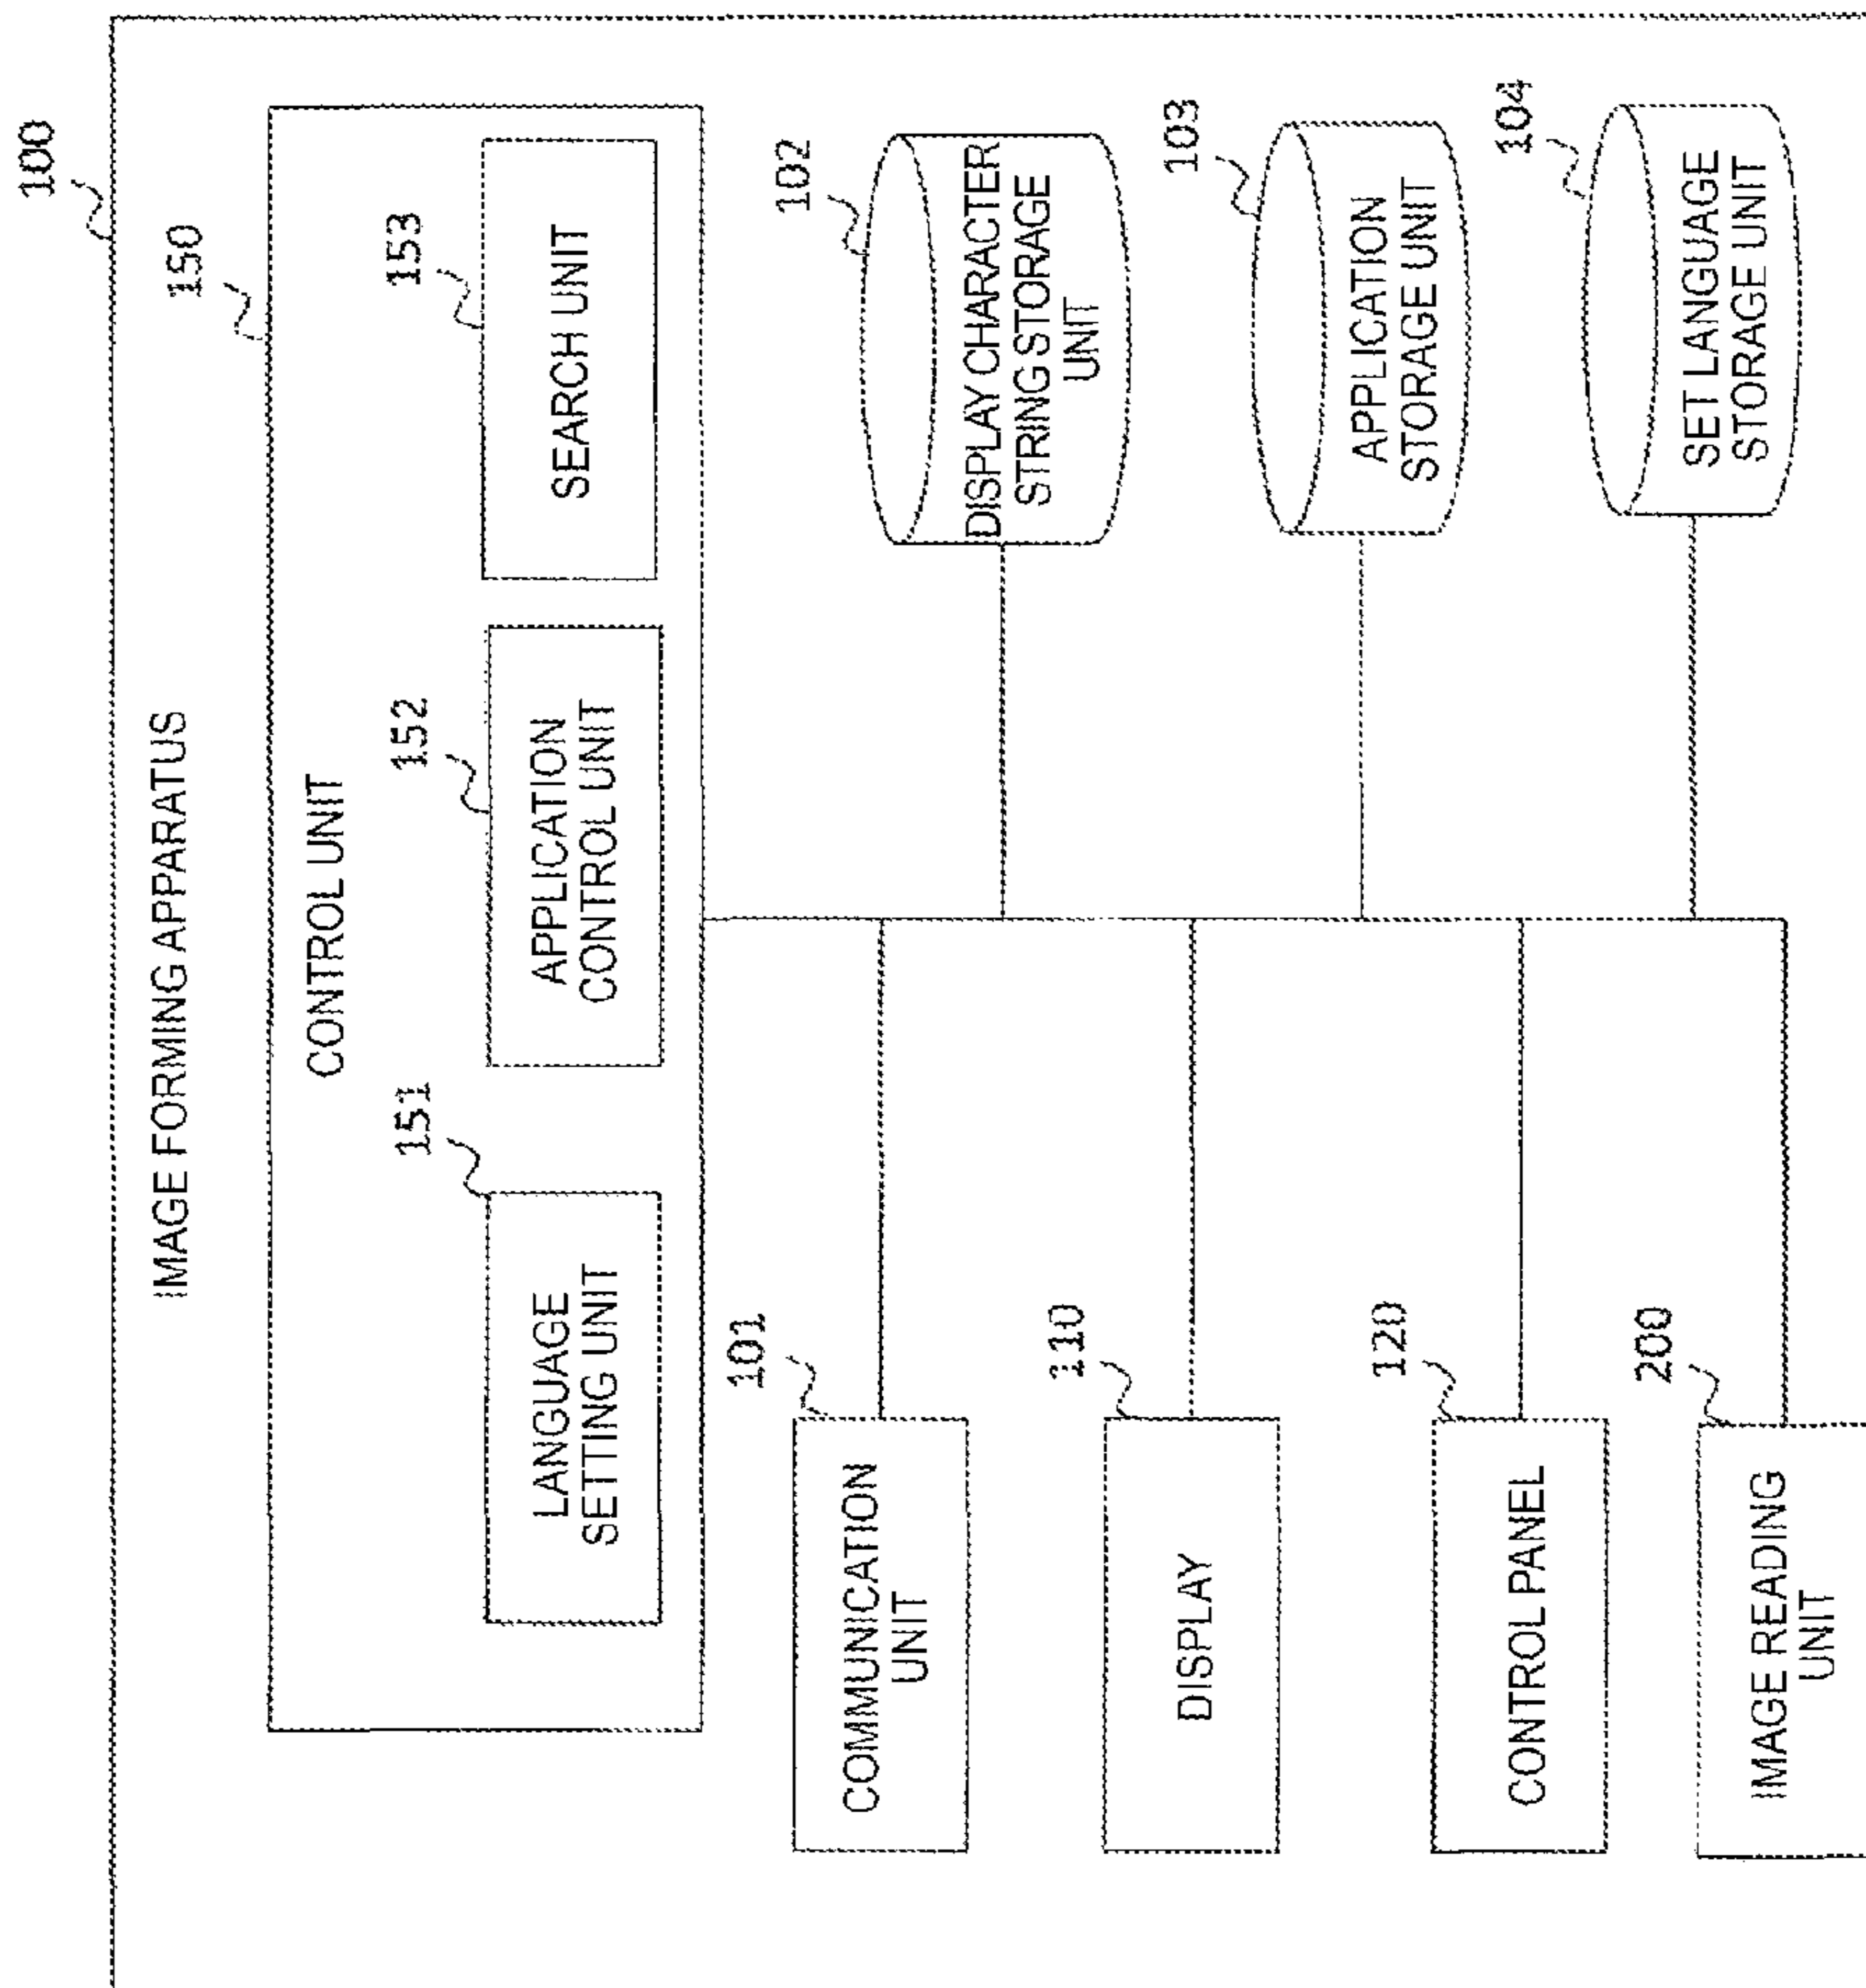 100
IMAGE FORMING APPARATUS
150
CONTROL UNIT
151
152
153
LANGUAGE
SETTING UNIT
APPLICATION
CONTROL UNIT
SEARCH UNIT
101
COMMUNICATION
UNIT
102
DISPLAY CHARACTER
STRING STORAGE
UNIT
110
DISPLAY
103
APPLICATION
STORAGE UNIT
120
CONTROL PANEL
104
SET LANGUAGE
STORAGE UNIT
200
IMAGE READING
UNIT